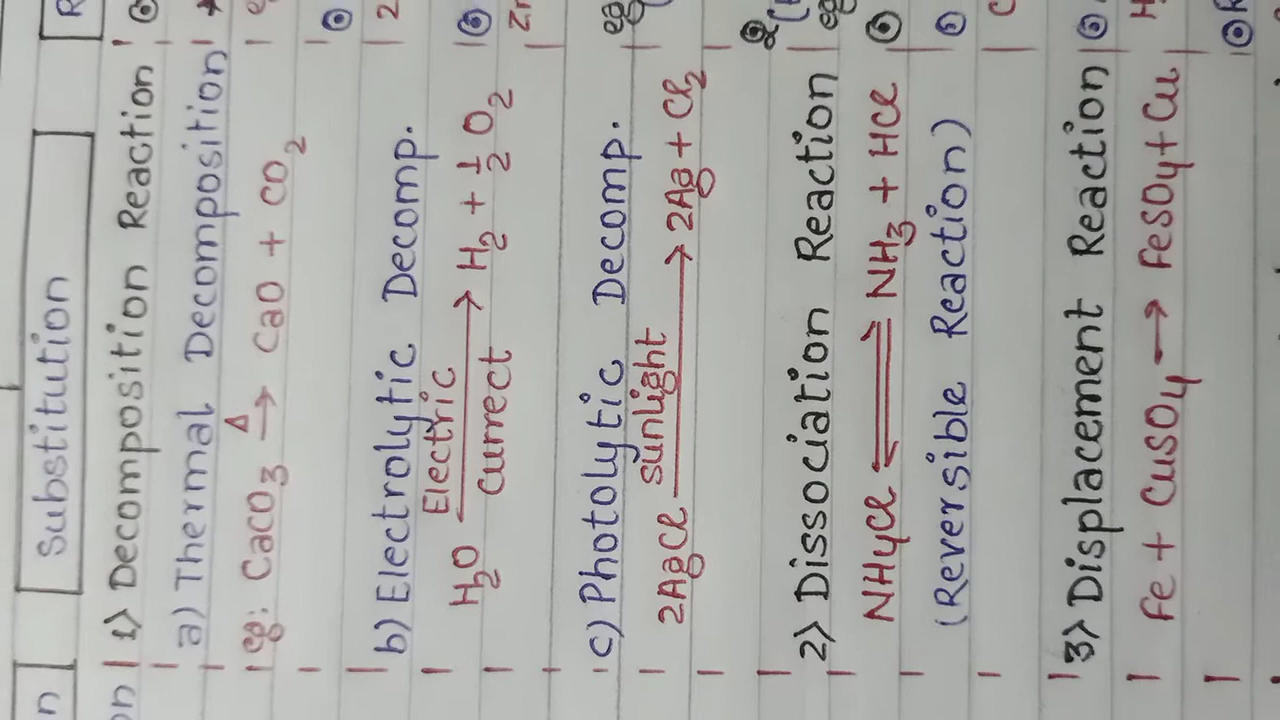 Substitution
1) Decomposition Reaction
a) Thermal Decomposition
eg: CaCO3 →Δ CaO + CO2
b) Electrolytic Decomp.
H2O Electric Current → H2 + 1/2 O2
c) Photolytic Decomp.
2AgCl sunlight → 2Ag + Cl2
2) Dissociation Reaction
NH4Cl ⇌ NH3 + HCl
(Reversible Reaction)
3) Displacement Reaction
Fe + CuSO4 → FeSO4 + Cu